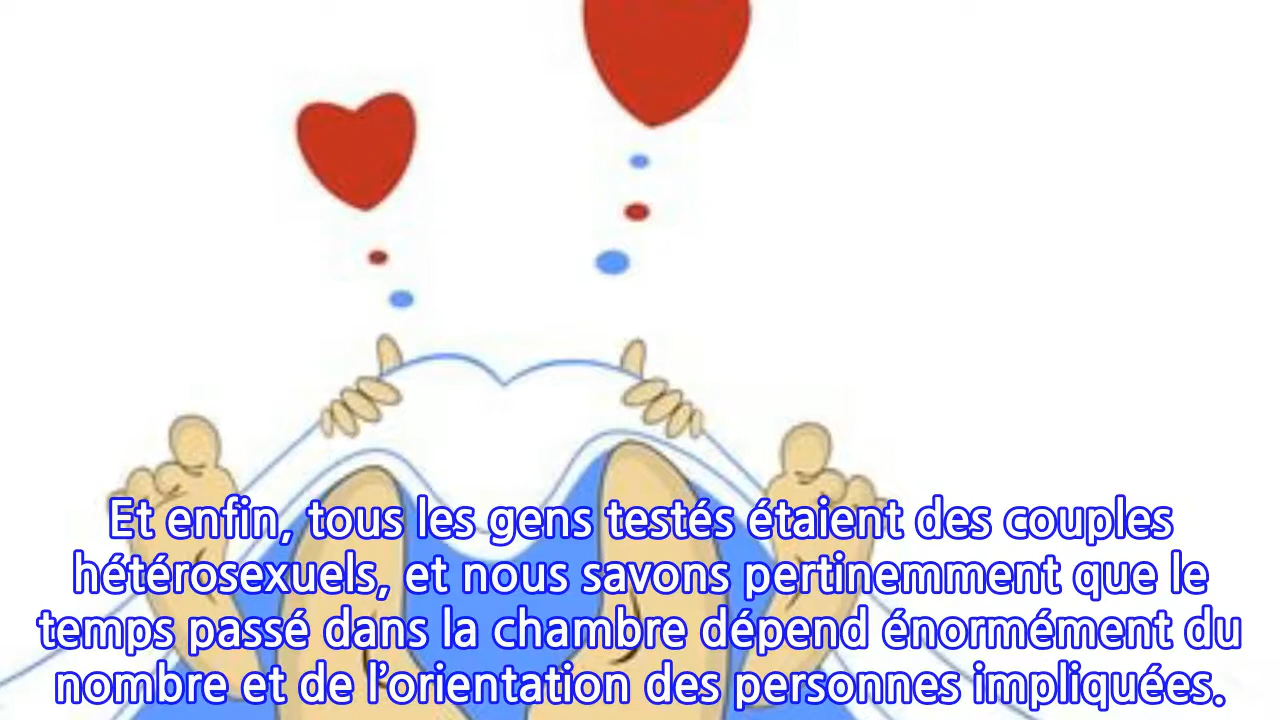 Et enfin, tous les gens testés étaient des couples
hétérosexuels, et nous savons pertinemment que le
temps passé dans la chambre dépend énormément du
nombre et de l'orientation des personnes impliquées.